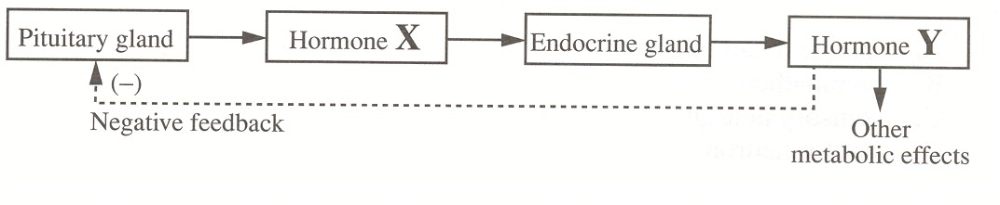 Pituitary gland
Hormone X
Endocrine gland
Hormone Y
(–)
Negative feedback
Other
metabolic effects